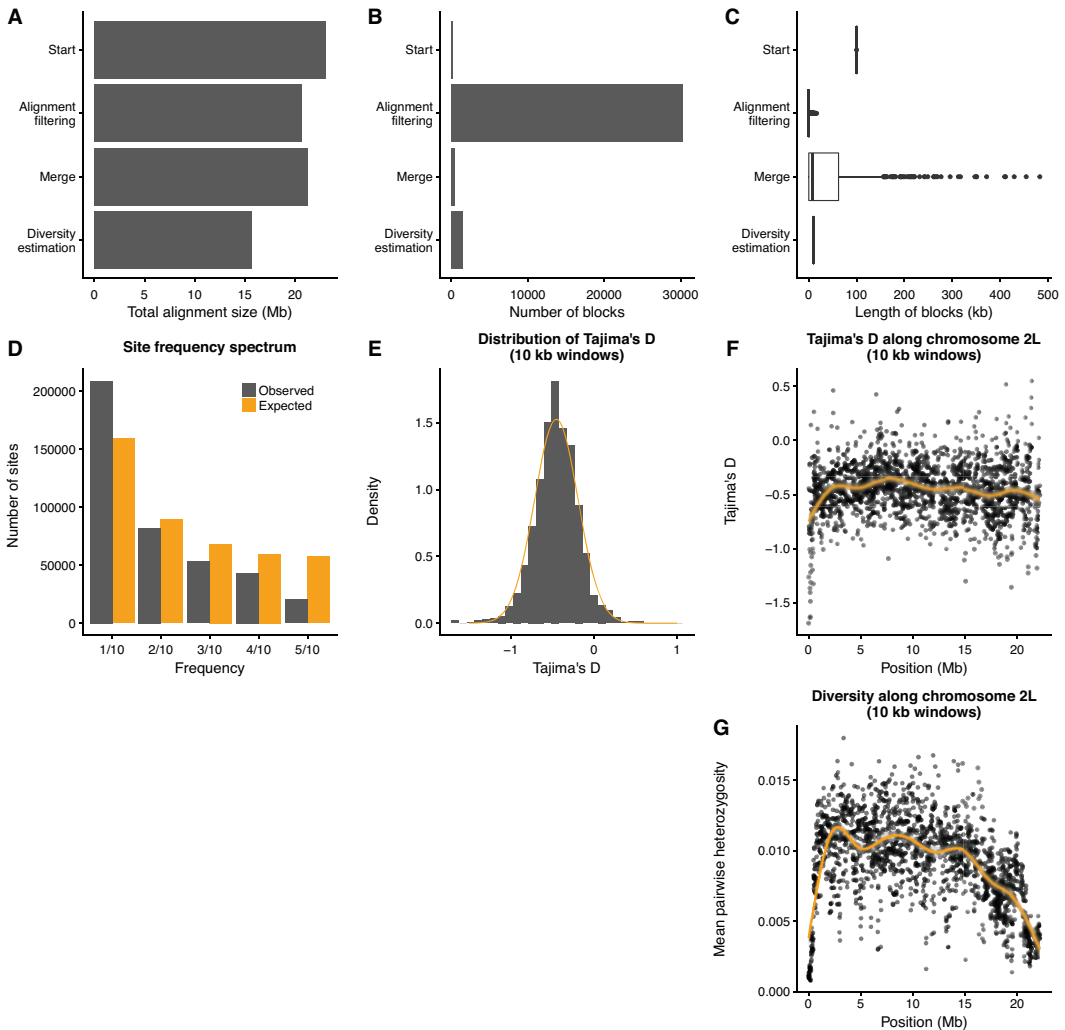 A
Start
Alignment
filtering
Merge
Diversity
estimation
0
5
10
15
20
Total alignment size (Mb)
B
Start
Alignment
filtering
Merge
Diversity
estimation
0
10000
20000
30000
Number of blocks
C
Start
Alignment
filtering
Merge
Diversity
estimation
0
100
200
300
400
500
Length of blocks (kb)
D
Site frequency spectrum
Number of sites
200000
150000
100000
50000
0
Observed
Expected
1/10
2/10
3/10
4/10
5/10
Frequency
E
Distribution of Tajima's D
(10 kb windows)
Density
1.5
1.0
0.5
0.0
−1
0
1
Tajima's D
F
Tajima's D along chromosome 2L
(10 kb windows)
Tajima's D
0.5
0.0
−0.5
−1.0
−1.5
0
5
10
15
20
Position (Mb)
G
Diversity along chromosome 2L
(10 kb windows)
Mean pairwise heterozygosity
0.015
0.010
0.005
0.000
0
5
10
15
20
Position (Mb)